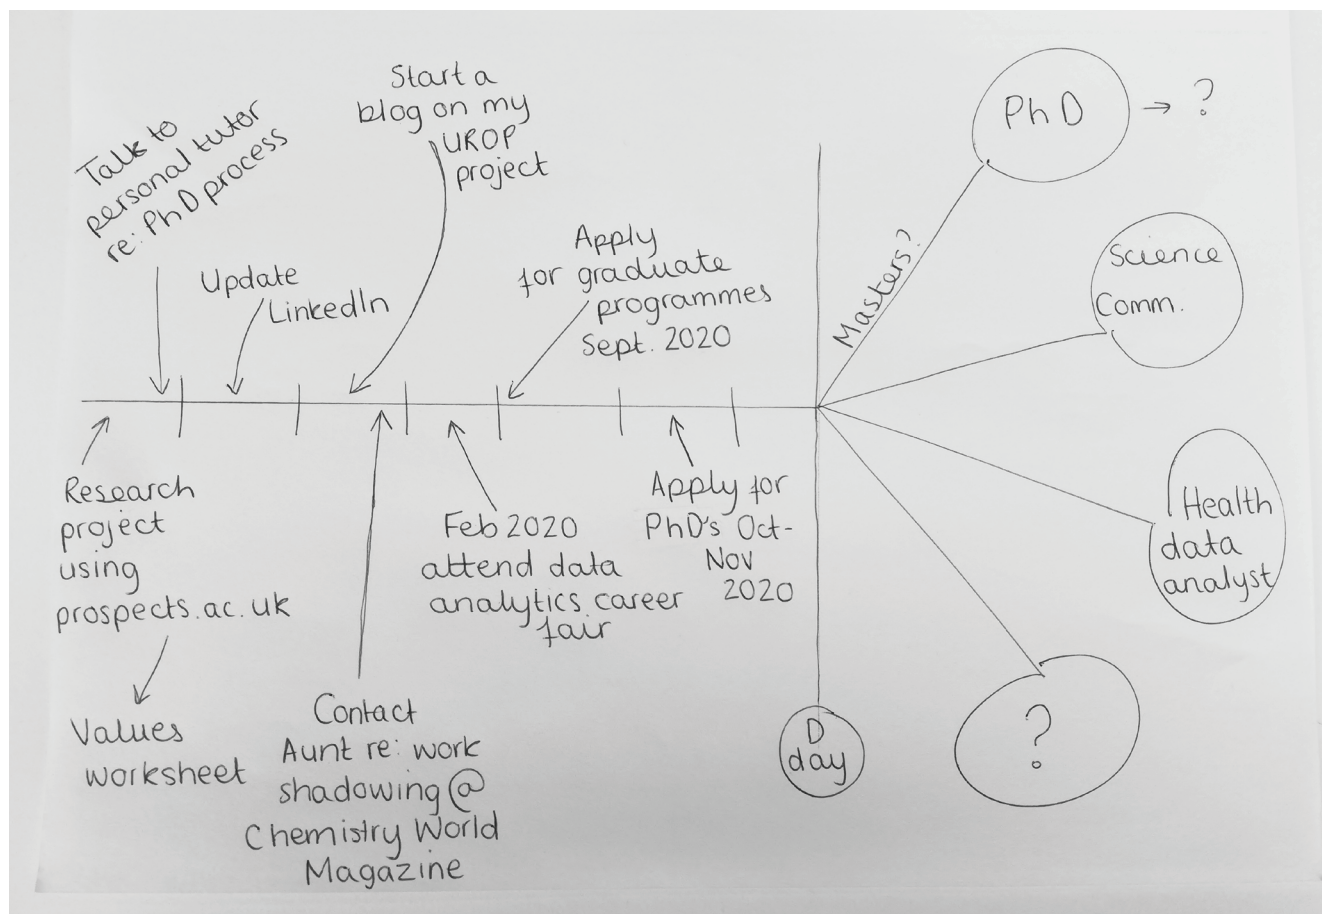 Talk to
personal tutor
re: PhD process
Update
LinkedIn
Start a
blog on my
UROP
project
Apply
for graduate
programmes
Sept. 2020
Research
project
using
prospects.ac.uk
Values
worksheet
Contact
Aunt re: work
shadowing @
Chemistry World
Magazine
Feb 2020
attend data
analytics career
fair
Apply for
PhD's Oct-
Nov
2020
D
day
Masters?
PhD → ?
Science
Comm.
Health
data
analyst
?